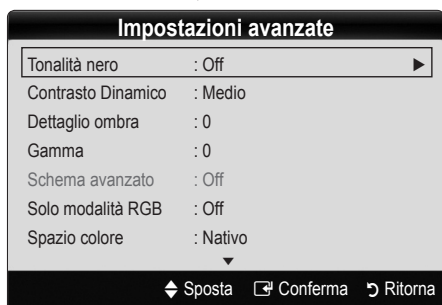 Impostazioni avanzate
Tonalità nero : Off ►
Contrasto Dinamico : Medio
Dettaglio ombra : 0
Gamma : 0
Schema avanzato : Off
Solo modalità RGB : Off
Spazio colore : Nativo
▼
Sposta Conferma Ritorna